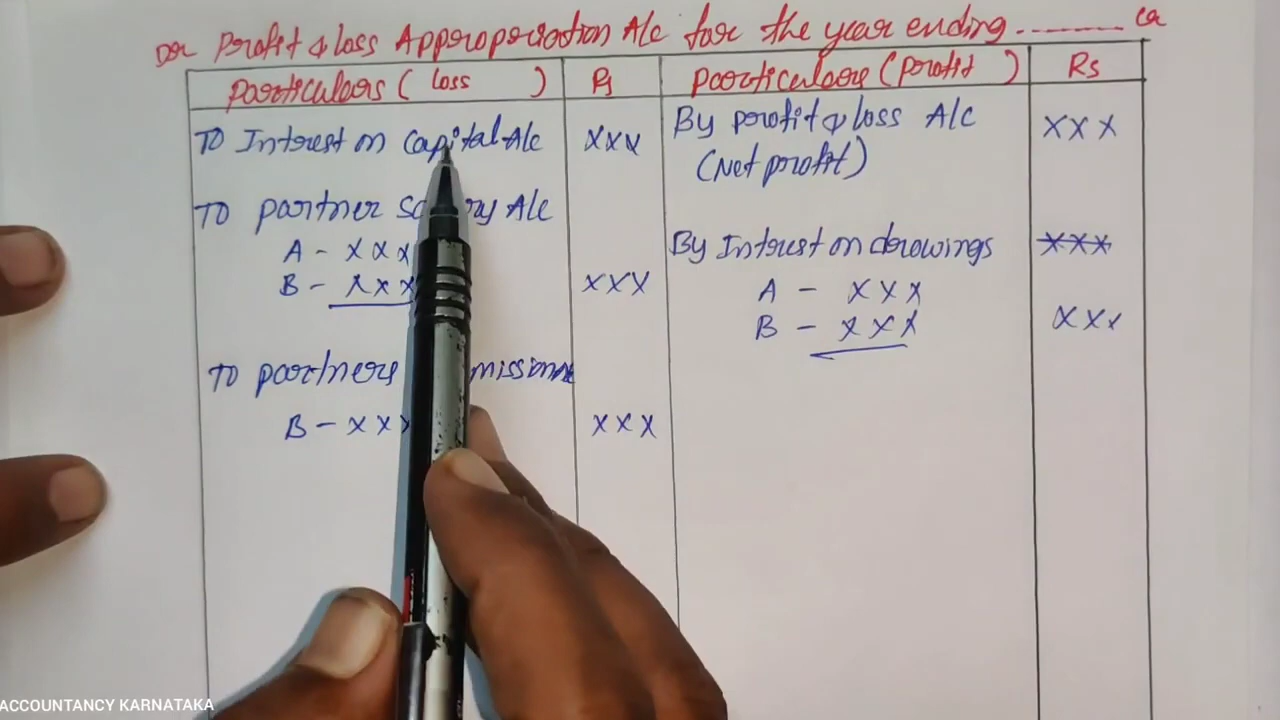 Dr Profit & loss Appropriation A/c for the year ending ........... Cr
Particulars ( loss ) Rs Particulars ( profit ) Rs
To Interest on capital A/c xxx By profit & loss A/c xxx
(Net profit)
To partner A/c
A - xxx By Interest on drawings xxx
B - xxx xxx A - xxx
B - xxx xxx
To partners
B - xxx xxx
ACCOUNTANCY KARNATAKA